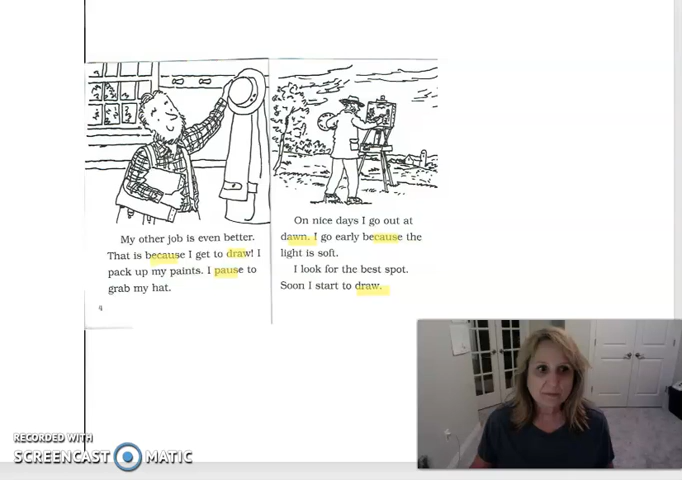 My other job is even better.
That is because I get to draw! I
pack up my paints. I pause to
grab my hat.
4
On nice days I go out at
dawn. I go early because the
light is soft.
I look for the best spot.
Soon I start to draw.
RECORDED WITH
SCREENCAST MATIC